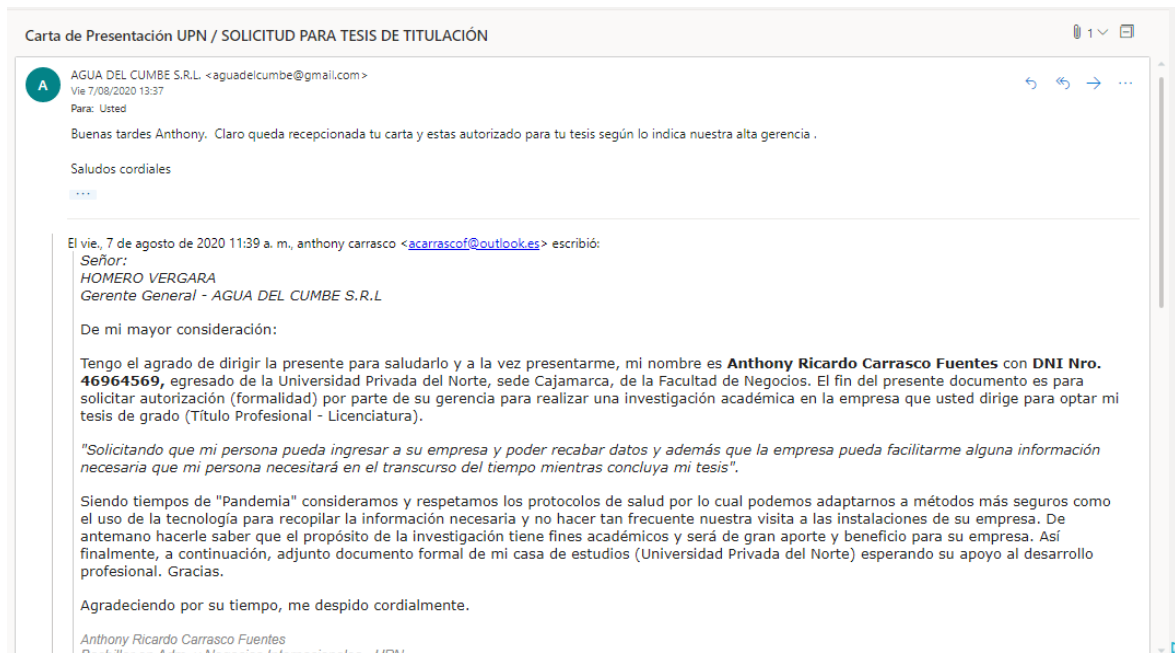 Carta de Presentación UPN / SOLICITUD PARA TESIS DE TITULACIÓN
1
A
AGUA DEL CUMBE S.R.L. <aguadelcumbe@gmail.com>
Vie 7/08/2020 13:37
Para: Usted
Buenas tardes Anthony. Claro queda recepcionada tu carta y estas autorizado para tu tesis según lo indica nuestra alta gerencia .
Saludos cordiales
...
El vie., 7 de agosto de 2020 11:39 a. m., anthony carrasco <acarrascof@outlook.es> escribió:
Señor:
HOMERO VERGARA
Gerente General - AGUA DEL CUMBE S.R.L
De mi mayor consideración:
Tengo el agrado de dirigir la presente para saludarlo y a la vez presentarme, mi nombre es Anthony Ricardo Carrasco Fuentes con DNI Nro.
46964569, egresado de la Universidad Privada del Norte, sede Cajamarca, de la Facultad de Negocios. El fin del presente documento es para
solicitar autorización (formalidad) por parte de su gerencia para realizar una investigación académica en la empresa que usted dirige para optar mi
tesis de grado (Título Profesional - Licenciatura).
"Solicitando que mi persona pueda ingresar a su empresa y poder recabar datos y además que la empresa pueda facilitarme alguna información
necesaria que mi persona necesitará en el transcurso del tiempo mientras concluya mi tesis".
Siendo tiempos de "Pandemia" consideramos y respetamos los protocolos de salud por lo cual podemos adaptarnos a métodos más seguros como
el uso de la tecnología para recopilar la información necesaria y no hacer tan frecuente nuestra visita a las instalaciones de su empresa. De
antemano hacerle saber que el propósito de la investigación tiene fines académicos y será de gran aporte y beneficio para su empresa. Así
finalmente, a continuación, adjunto documento formal de mi casa de estudios (Universidad Privada del Norte) esperando su apoyo al desarrollo
profesional. Gracias.
Agradeciendo por su tiempo, me despido cordialmente.
Anthony Ricardo Carrasco Fuentes